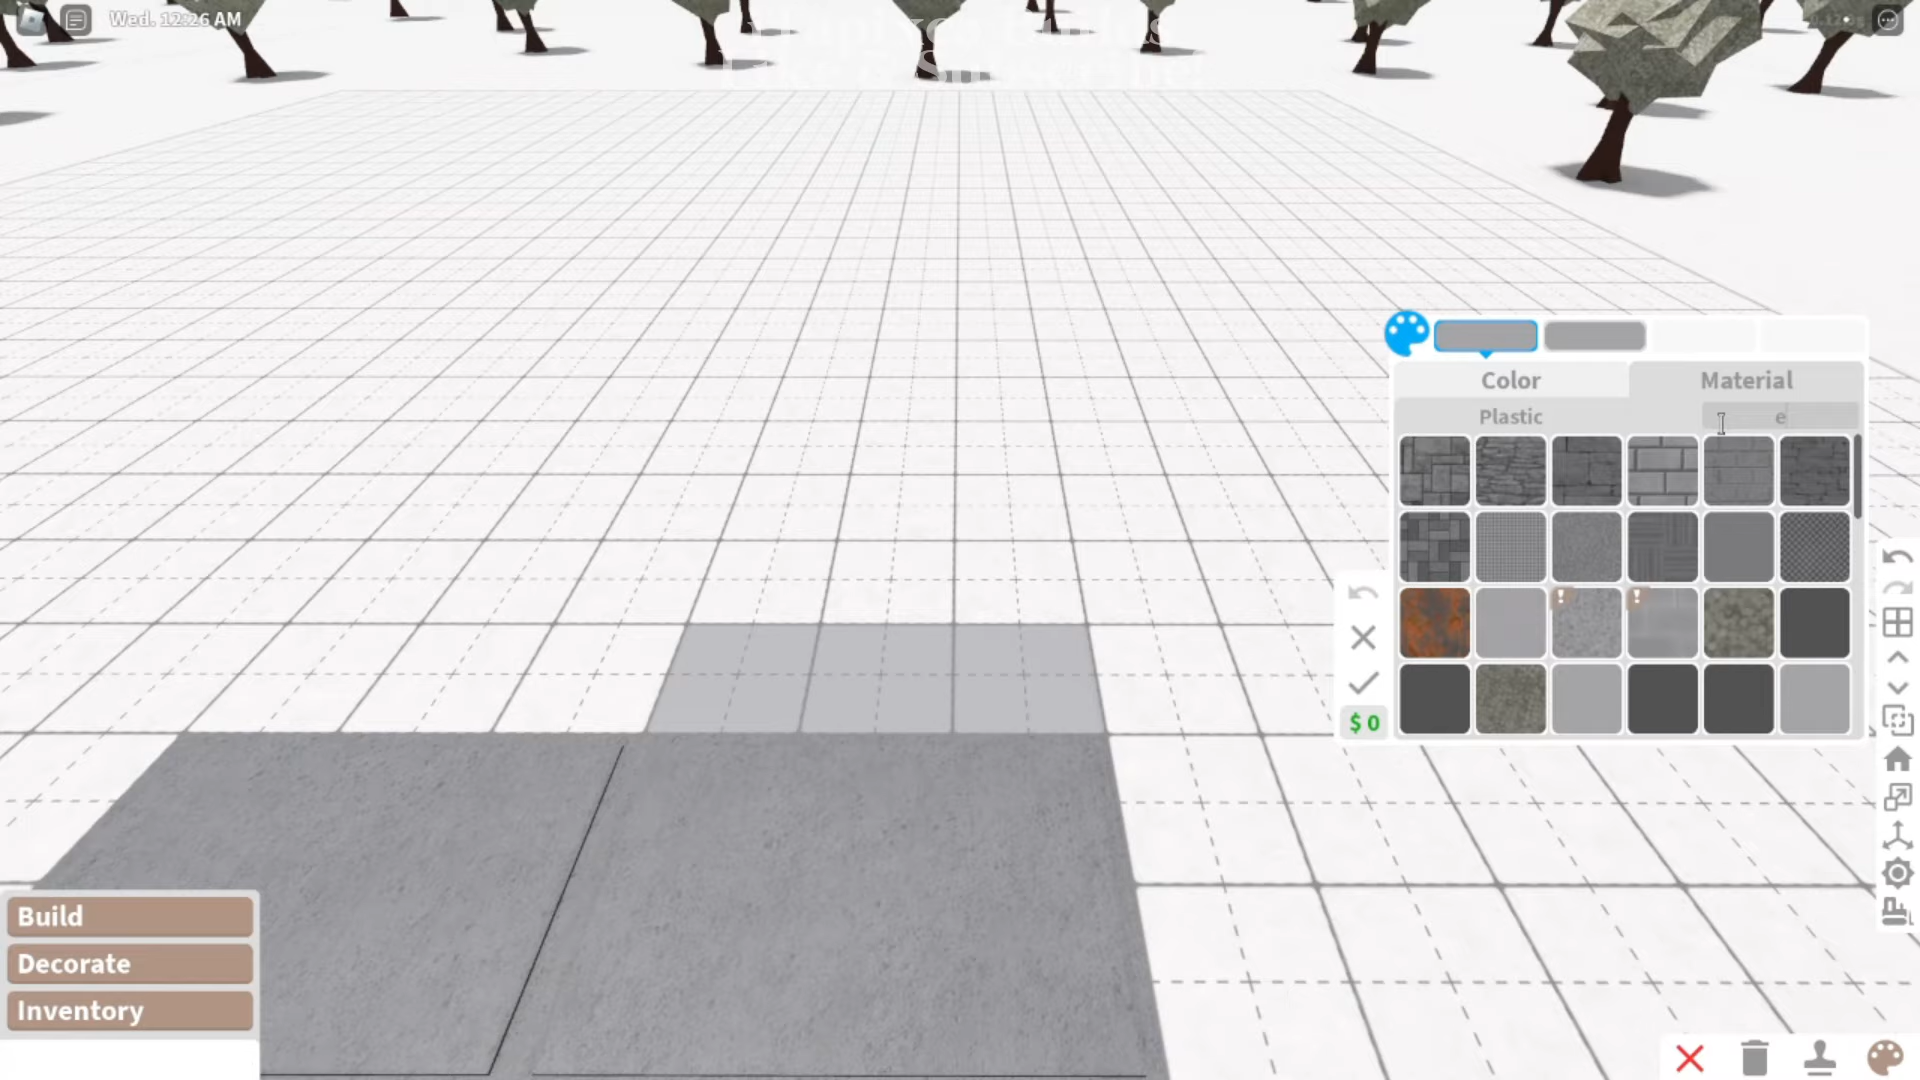 Wed. 12:26 AM
Color
Material
Plastic
e
$ 0
Build
Decorate
Inventory